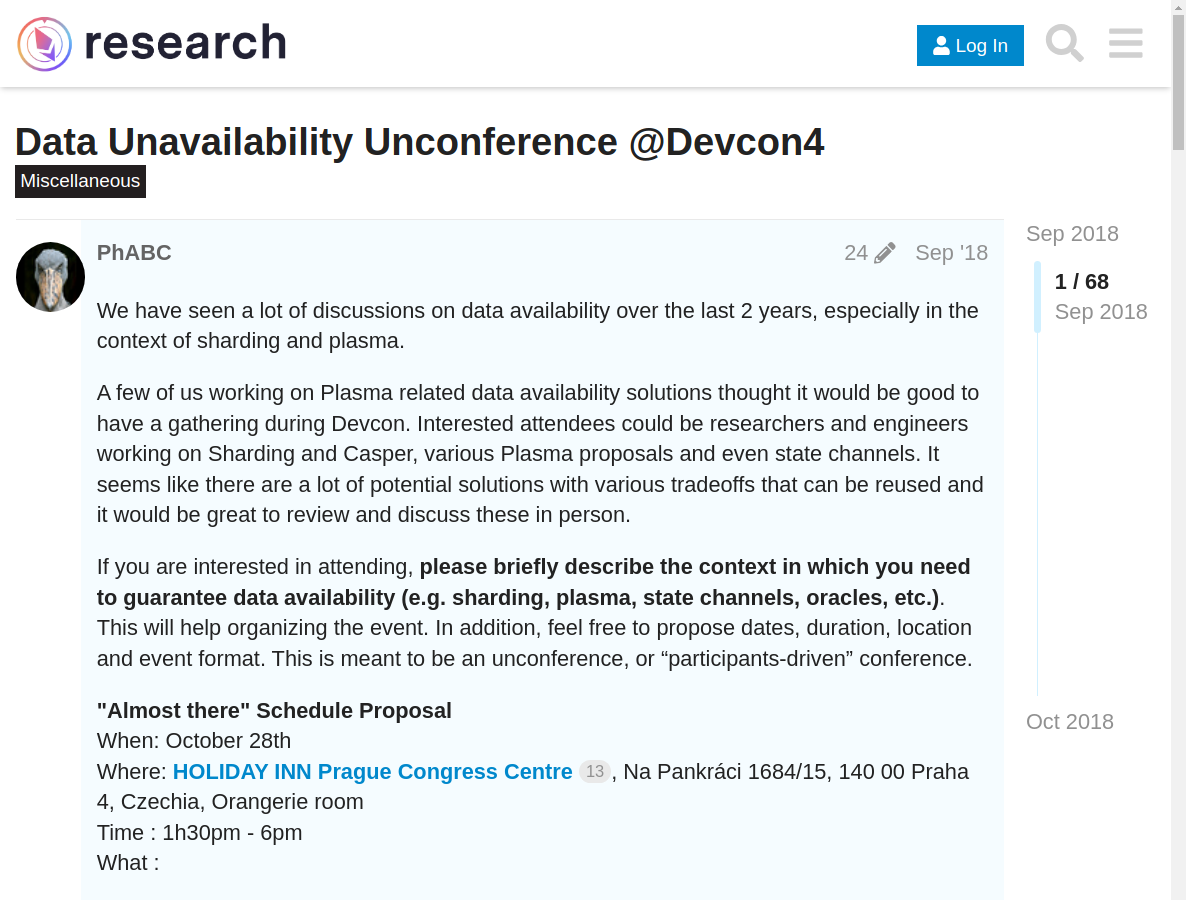 research
Log In
Data Unavailability Unconference @Devcon4
Miscellaneous
PhABC
24
Sep '18
We have seen a lot of discussions on data availability over the last 2 years, especially in the
context of sharding and plasma.
A few of us working on Plasma related data availability solutions thought it would be good to
have a gathering during Devcon. Interested attendees could be researchers and engineers
working on Sharding and Casper, various Plasma proposals and even state channels. It
seems like there are a lot of potential solutions with various tradeoffs that can be reused and
it would be great to review and discuss these in person.
If you are interested in attending, please briefly describe the context in which you need
to guarantee data availability (e.g. sharding, plasma, state channels, oracles, etc.).
This will help organizing the event. In addition, feel free to propose dates, duration, location
and event format. This is meant to be an unconference, or “participants-driven” conference.
"Almost there" Schedule Proposal
When: October 28th
Where: HOLIDAY INN Prague Congress Centre 13, Na Pankráci 1684/15, 140 00 Praha
4, Czechia, Orangerie room
Time : 1h30pm - 6pm
What :
Sep 2018
1 / 68
Sep 2018
Oct 2018